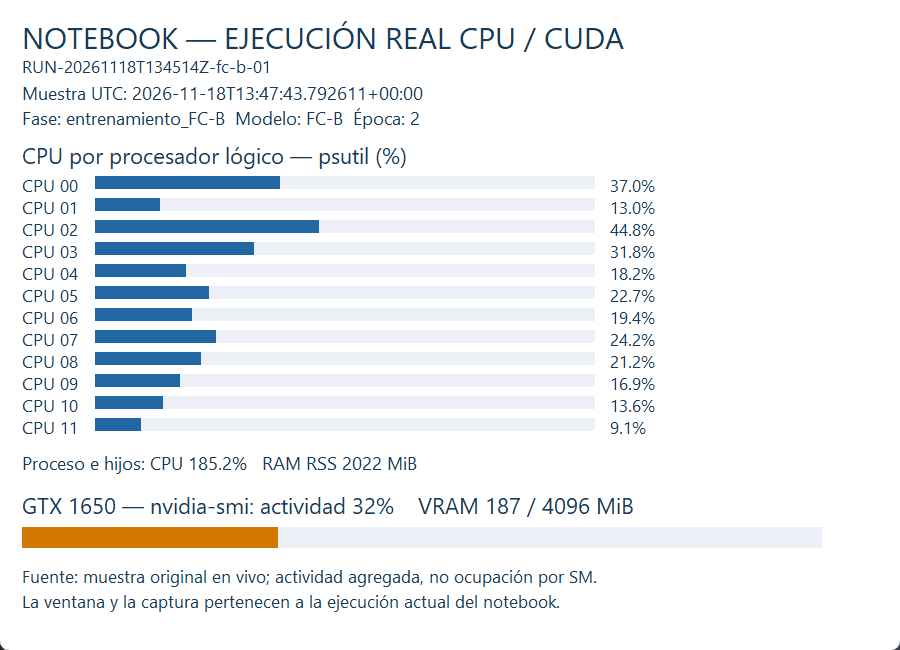 NOTEBOOK — EJECUCIÓN REAL CPU / CUDA
RUN-20261118T134514Z-fc-b-01
Muestra UTC: 2026-11-18T13:47:43.792611+00:00
Fase: entrenamiento_FC-B  Modelo: FC-B  Época: 2
CPU por procesador lógico — psutil (%)
CPU 00 37.0%
CPU 01 13.0%
CPU 02 44.8%
CPU 03 31.8%
CPU 04 18.2%
CPU 05 22.7%
CPU 06 19.4%
CPU 07 24.2%
CPU 08 21.2%
CPU 09 16.9%
CPU 10 13.6%
CPU 11 9.1%
Proceso e hijos: CPU 185.2%  RAM RSS 2022 MiB
GTX 1650 — nvidia-smi: actividad 32%  VRAM 187 / 4096 MiB
Fuente: muestra original en vivo; actividad agregada, no ocupación por SM.
La ventana y la captura pertenecen a la ejecución actual del notebook.